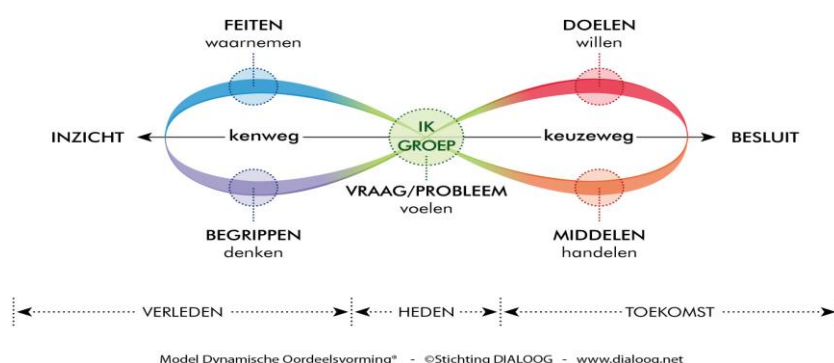 FEITEN
waarnemen
DOELEN
willen
INZICHT
kenweg
IK
GROEP
keuzeweg
BESLUIT
VRAAG/PROBLEEM
voelen
BEGRIPPEN
denken
MIDDELEN
handelen
VERLEDEN
HEDEN
TOEKOMST
Model Dynamische Oordeelsvorming® - ©Stichting DIALOOG - www.dialoog.net